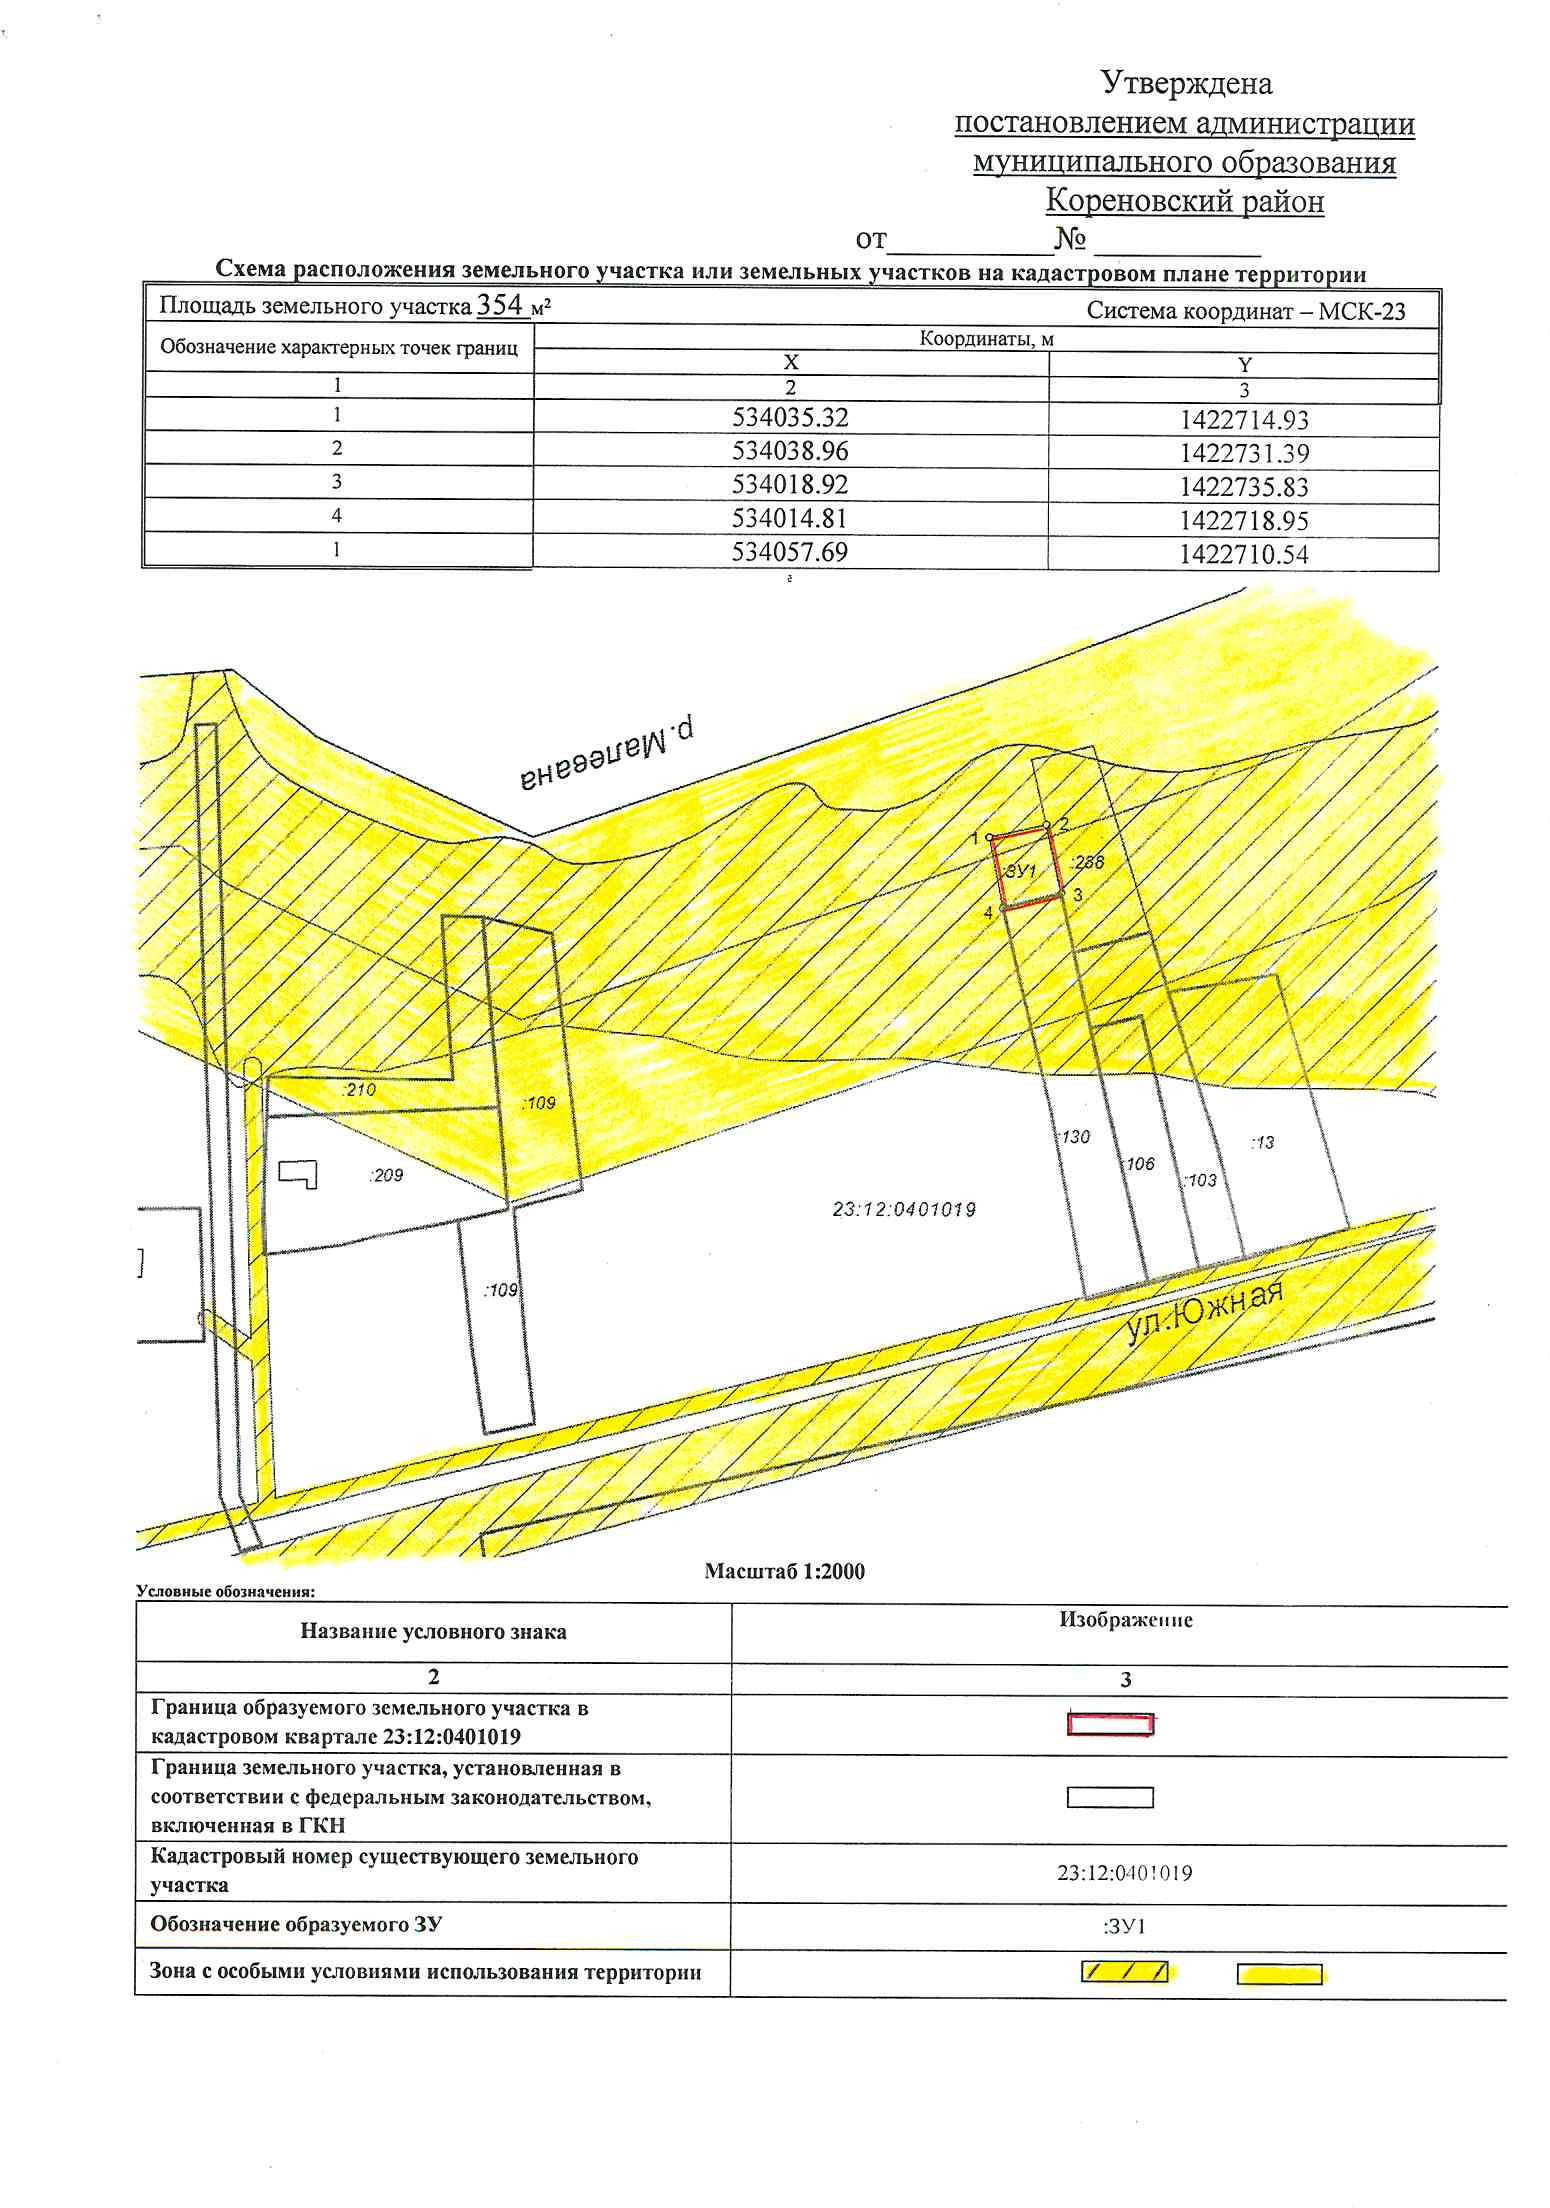 Утверждена
постановлением администрации
муниципального образования
Кореновский район
от___________№ ___________
Схема расположения земельного участка или земельных участков на кадастровом плане территории
Площадь земельного участка 354 м² Система координат – МСК-23
Обозначение характерных точек границ Координаты, м
X Y
1 2 3
1 534035.32 1422714.93
2 534038.96 1422731.39
3 534018.92 1422735.83
4 534014.81 1422718.95
1 534057.69 1422710.54
р.Малевана
1 2
:ЗУ1 :288
4 3
:210
:109
:209
:130
:106
:103
:13
23:12:0401019
:109
ул.Южная
Масштаб 1:2000
Условные обозначения:
Название условного знака Изображение
2 3
Граница образуемого земельного участка в
кадастровом квартале 23:12:0401019
Граница земельного участка, установленная в
соответствии с федеральным законодательством,
включенная в ГКН
Кадастровый номер существующего земельного
участка 23:12:0401019
Обозначение образуемого ЗУ :ЗУ1
Зона с особыми условиями использования территории